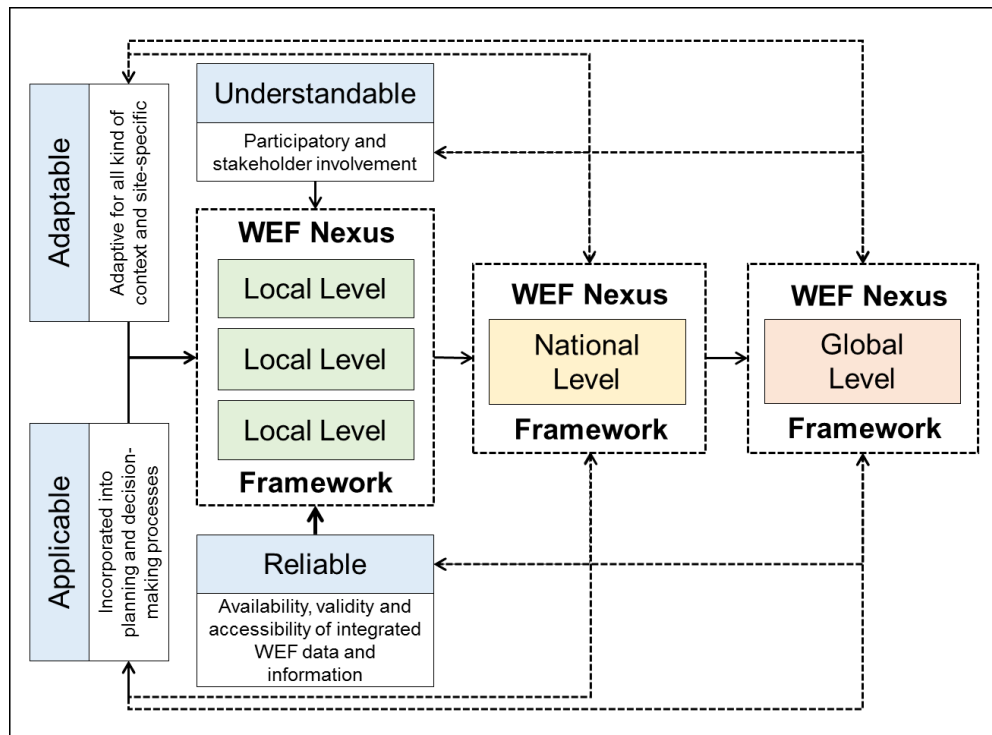 Adaptable
Adaptive for all kind of
context and site-specific
Understandable
Participatory and
stakeholder involvement
WEF Nexus
Local Level
Local Level
Local Level
Framework
WEF Nexus
National
Level
Framework
WEF Nexus
Global
Level
Framework
Applicable
Incorporated into
planning and decision-
making processes
Reliable
Availability, validity and
accessibility of integrated
WEF data and
information